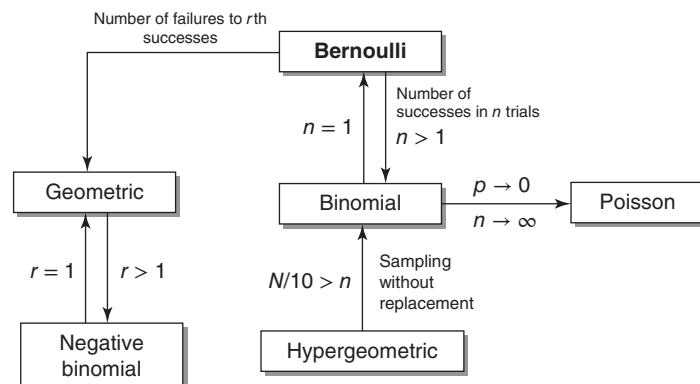 Number of failures to rth
successes
Bernoulli
Number of
successes in n trials
n = 1
n > 1
Geometric
Binomial
p → 0
n → ∞
Poisson
r = 1
r > 1
N/10 > n
Sampling
without
replacement
Negative
binomial
Hypergeometric